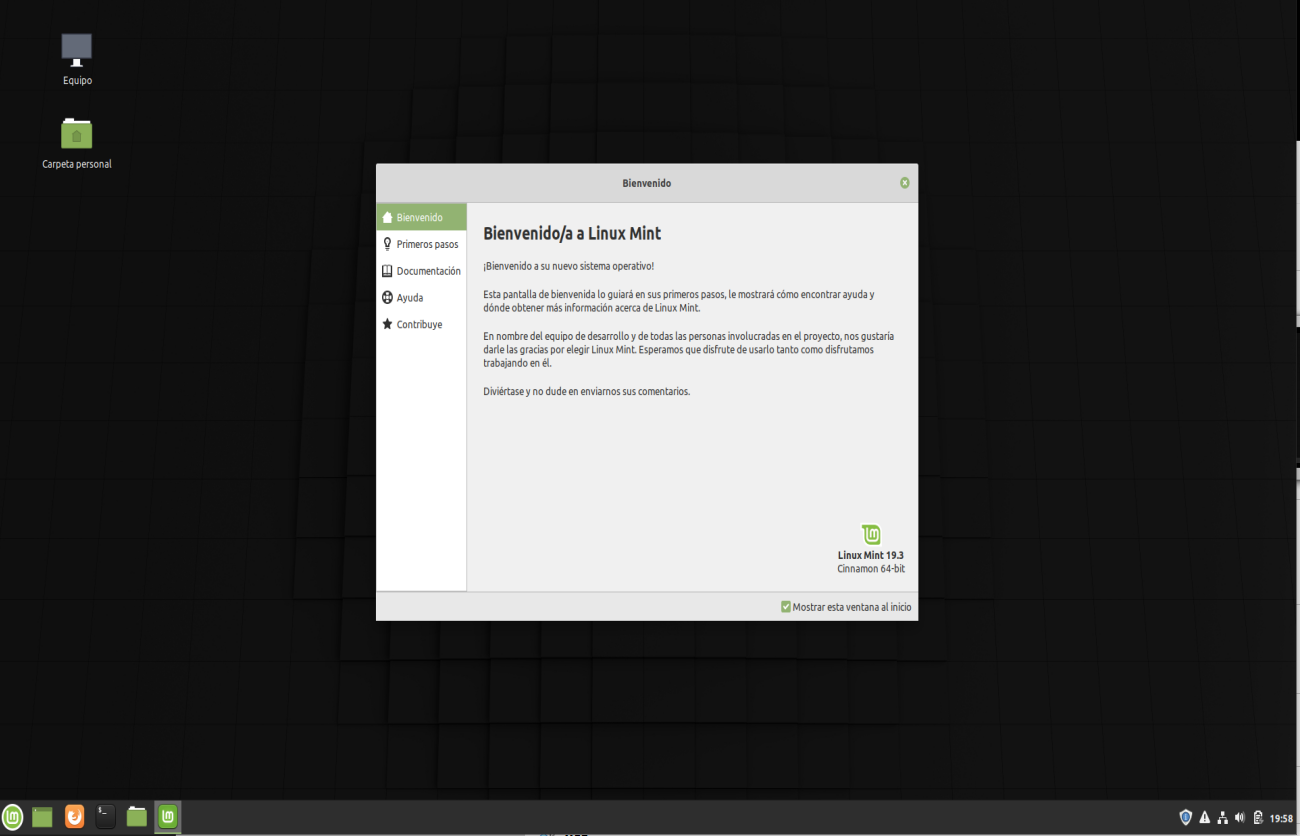 Equipo
Carpeta personal
Bienvenido
Bienvenido
Primeros pasos
Documentación
Ayuda
Contribuye
Bienvenido/a a Linux Mint
¡Bienvenido a su nuevo sistema operativo!
Esta pantalla de bienvenida lo guiará en sus primeros pasos, le mostrará cómo encontrar ayuda y
dónde obtener más información acerca de Linux Mint.
En nombre del equipo de desarrollo y de todas las personas involucradas en el proyecto, nos gustaría
darle las gracias por elegir Linux Mint. Esperamos que disfrute de usarlo tanto como disfrutamos
trabajando en él.
Diviértase y no dude en enviarnos sus comentarios.
Linux Mint 19.3
Cinnamon 64-bit
Mostrar esta ventana al inicio
19:58